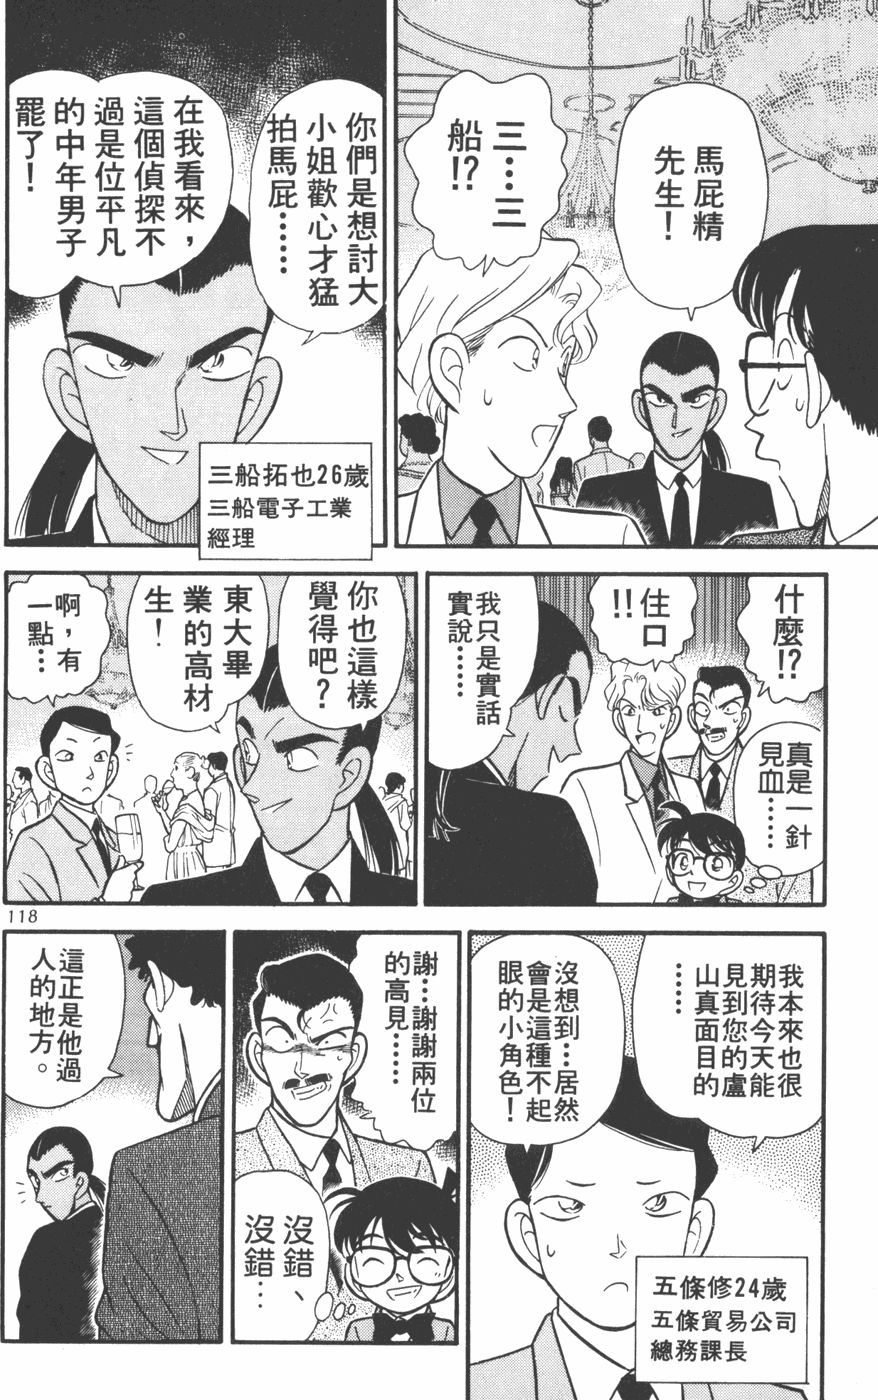 馬屁精
先生！
三…三
船!?
你們是想討大
小姐歡心才猛
拍馬屁……
在我看來，
這個偵探不
過是位平凡
的中年男子
罷了！
三船拓也26歲
三船電子工業
經理
什麼!?
住口
!!
真是一針
見血……
我只是實話
實說……
你也這樣
覺得吧？
東大畢
業的高材
生！
啊，有
一點…
118
我本來也很
期待今天能
見到您的廬
山真面目的
……
沒想到…居然
會是這種不起
眼的小角色！
五條修24歲
五條貿易公司
總務課長
謝…謝謝兩位
的高見……
沒錯、
沒錯…
這正是他過
人的地方。